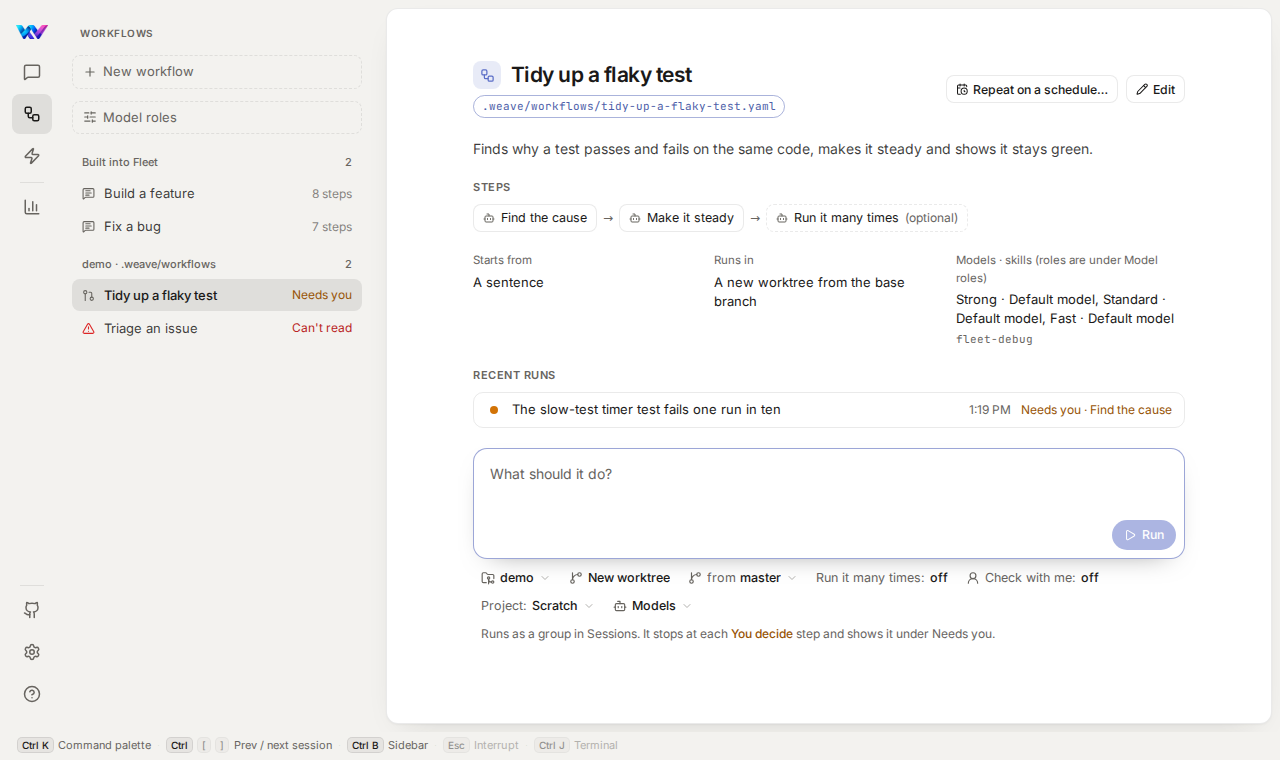 WORKFLOWS
New workflow
Model roles
Built into Fleet 2
Build a feature 8 steps
Fix a bug 7 steps
demo · .weave/workflows 2
Tidy up a flaky test Needs you
Triage an issue Can't read
Tidy up a flaky test
.weave/workflows/tidy-up-a-flaky-test.yaml
Repeat on a schedule...
Edit
Finds why a test passes and fails on the same code, makes it steady and shows it stays green.
STEPS
Find the cause → Make it steady → Run it many times (optional)
Starts from
A sentence
Runs in
A new worktree from the base
branch
Models · skills (roles are under Model
roles)
Strong · Default model, Standard ·
Default model, Fast · Default model
fleet-debug
RECENT RUNS
The slow-test timer test fails one run in ten 1:19 PM Needs you · Find the cause
What should it do?
Run
demo New worktree from master Run it many times: off Check with me: off
Project: Scratch Models
Runs as a group in Sessions. It stops at each You decide step and shows it under Needs you.
Ctrl K Command palette Ctrl [ ] Prev / next session Ctrl B Sidebar Esc Interrupt Ctrl J Terminal